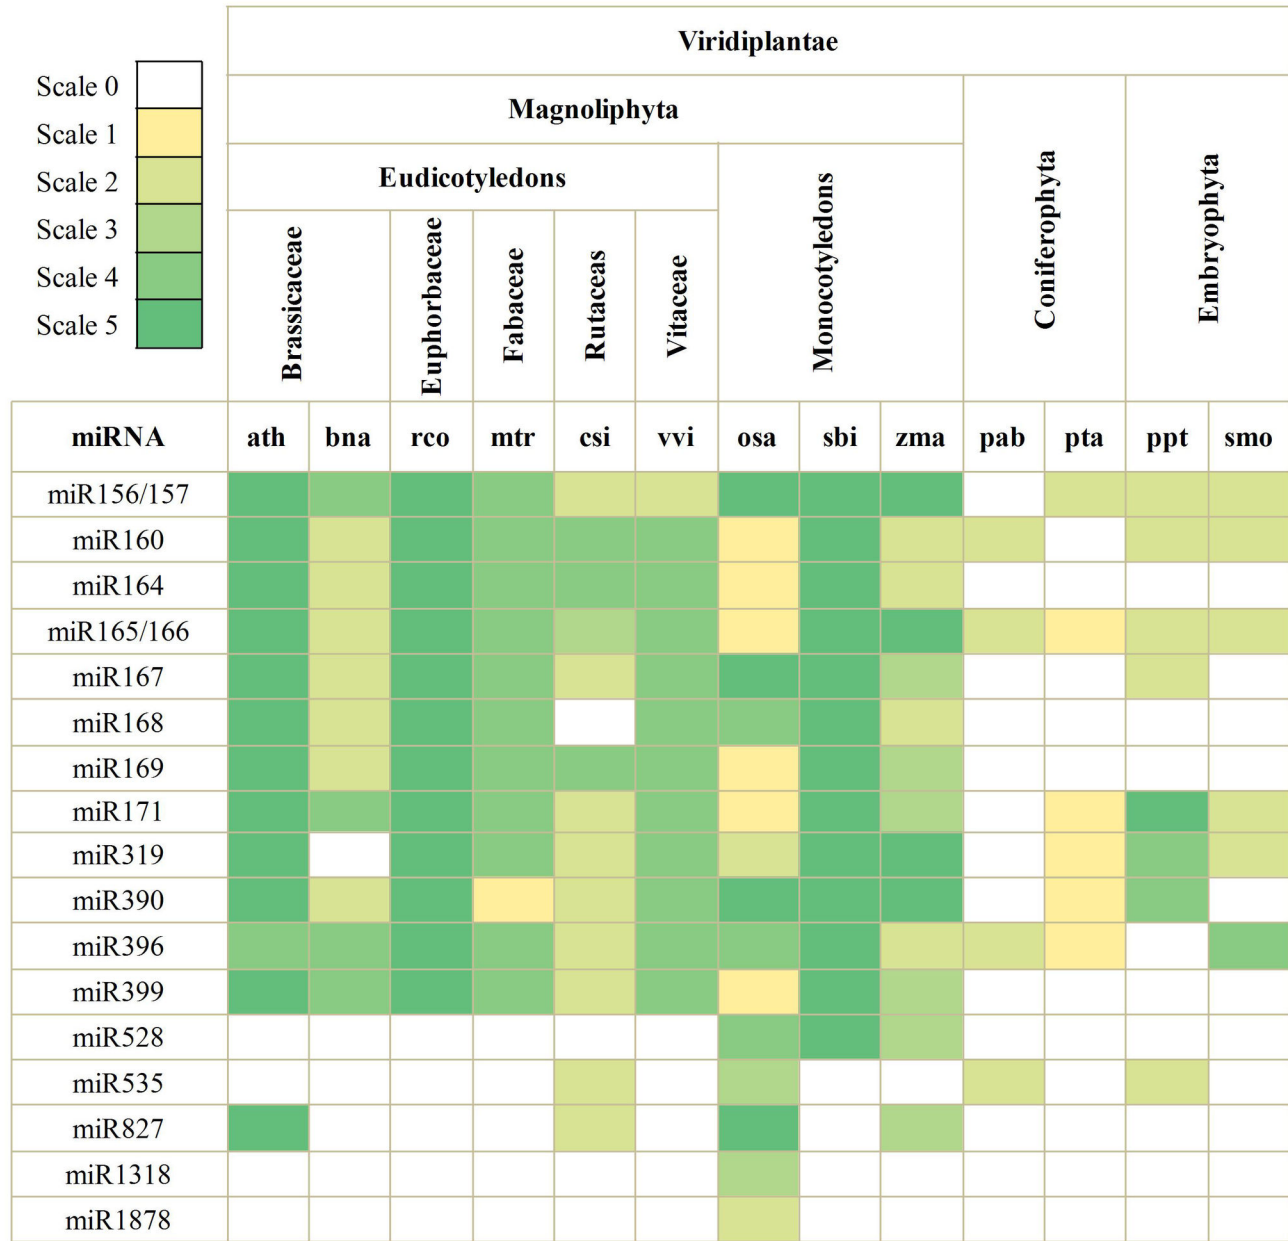 Viridiplantae
Scale 0
Scale 1
Scale 2
Scale 3
Scale 4
Scale 5
Magnoliphyta
Eudicotyledons
Brassicaceae
Euphorbaceae
Fabaceae
Rutaceas
Vitaceae
Monocotyledons
Coniferophyta
Embryophyta
miRNA ath bna rco mtr csi vvi osa sbi zma pab pta ppt smo
miR156/157
miR160
miR164
miR165/166
miR167
miR168
miR169
miR171
miR319
miR390
miR396
miR399
miR528
miR535
miR827
miR1318
miR1878